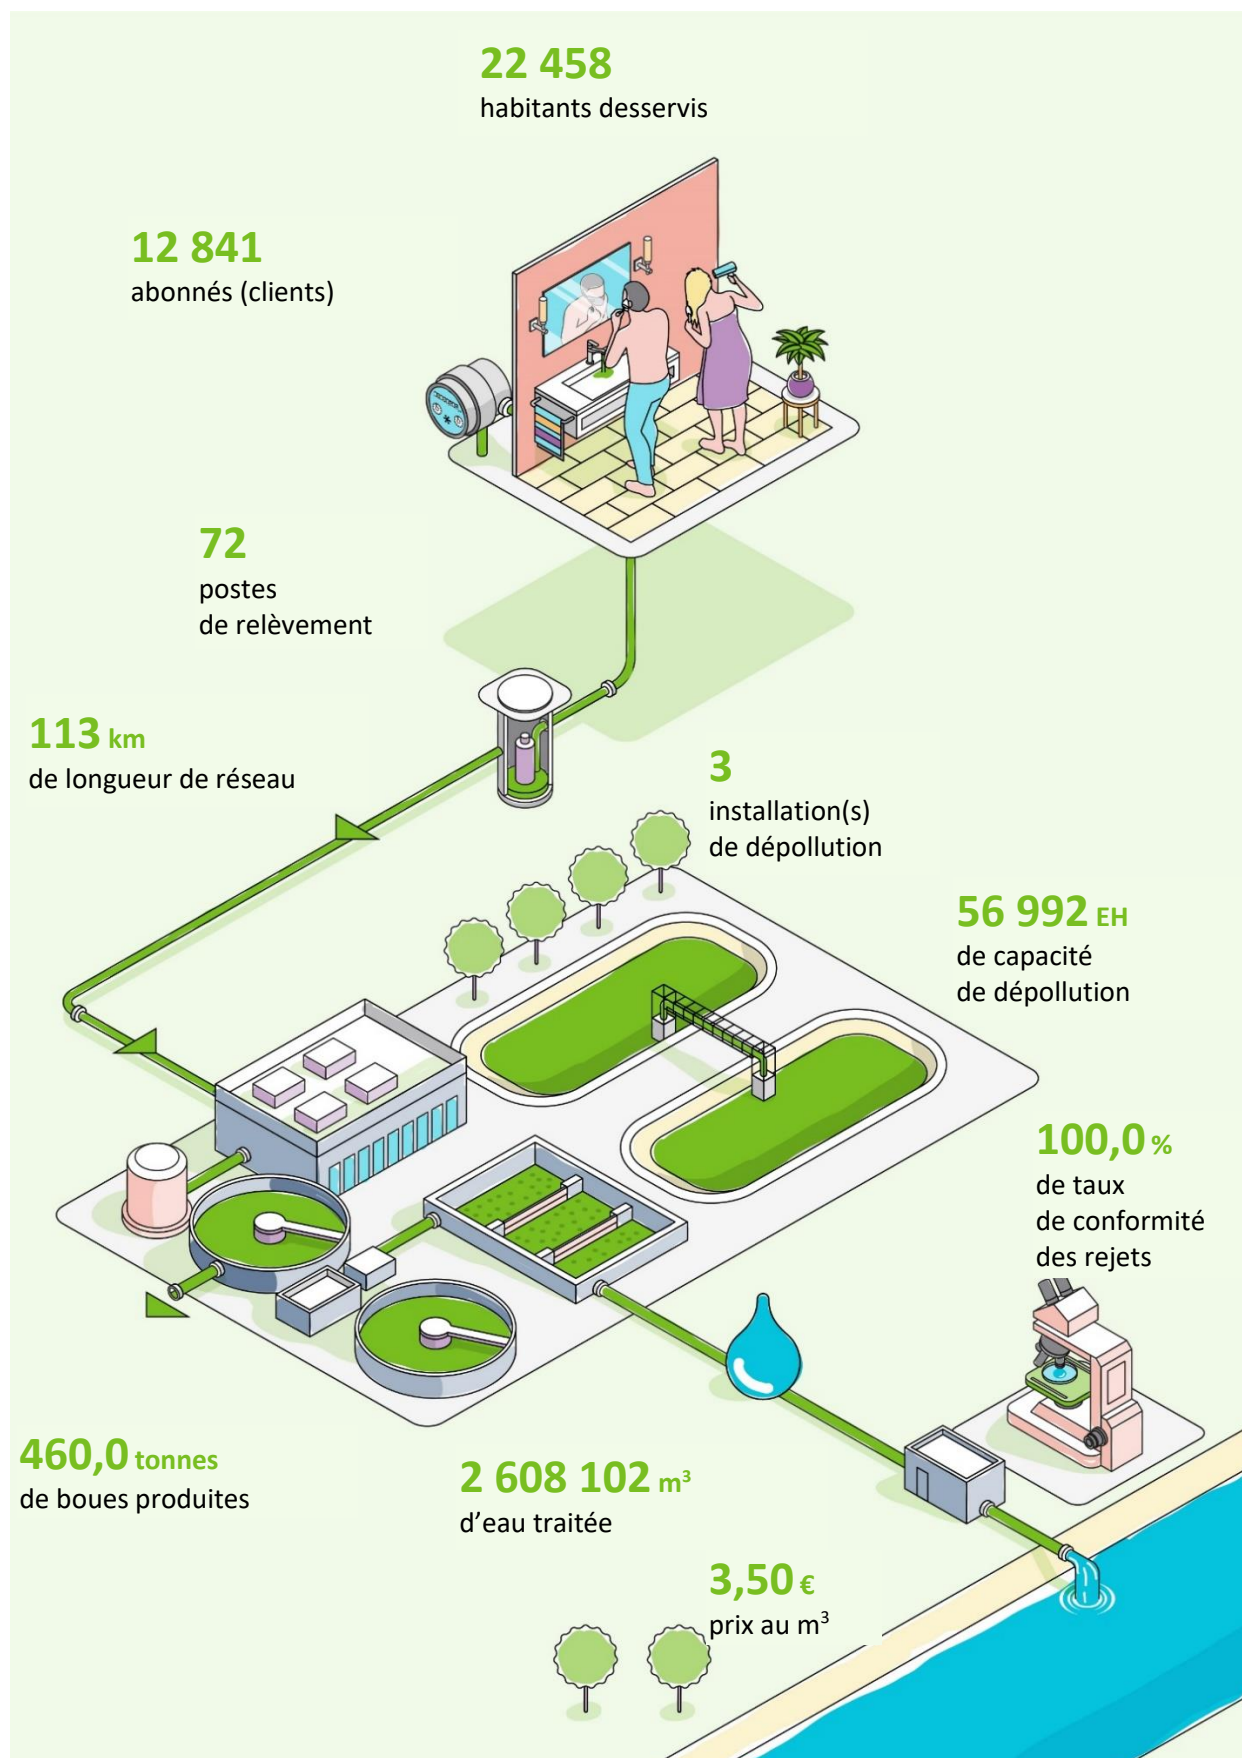 22 458
habitants desservis
12 841
abonnés (clients)
72
postes
de relèvement
113 km
de longueur de réseau
3
installation(s)
de dépollution
56 992 EH
de capacité
de dépollution
100,0 %
de taux
de conformité
des rejets
460,0 tonnes
de boues produites
2 608 102 m³
d’eau traitée
3,50 €
prix au m³